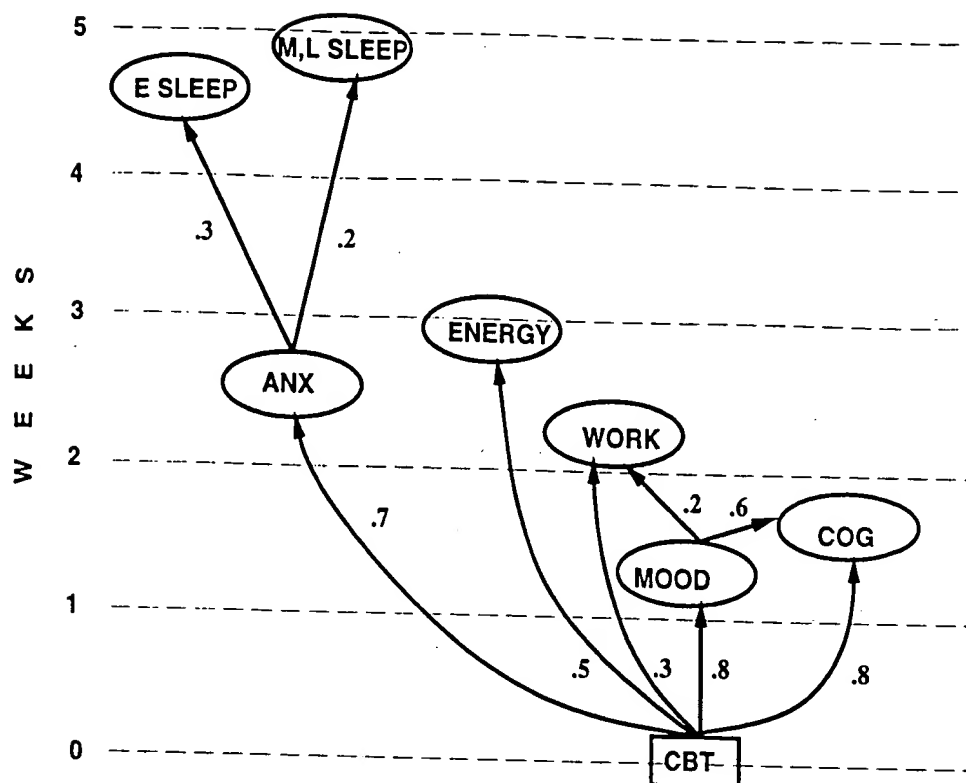 5
M,L SLEEP
E SLEEP
4
.3
.2
WEEKS
3
ENERGY
ANX
WORK
2
.2
.6
.7
COG
MOOD
1
.5
.3
.8
.8
0
CBT